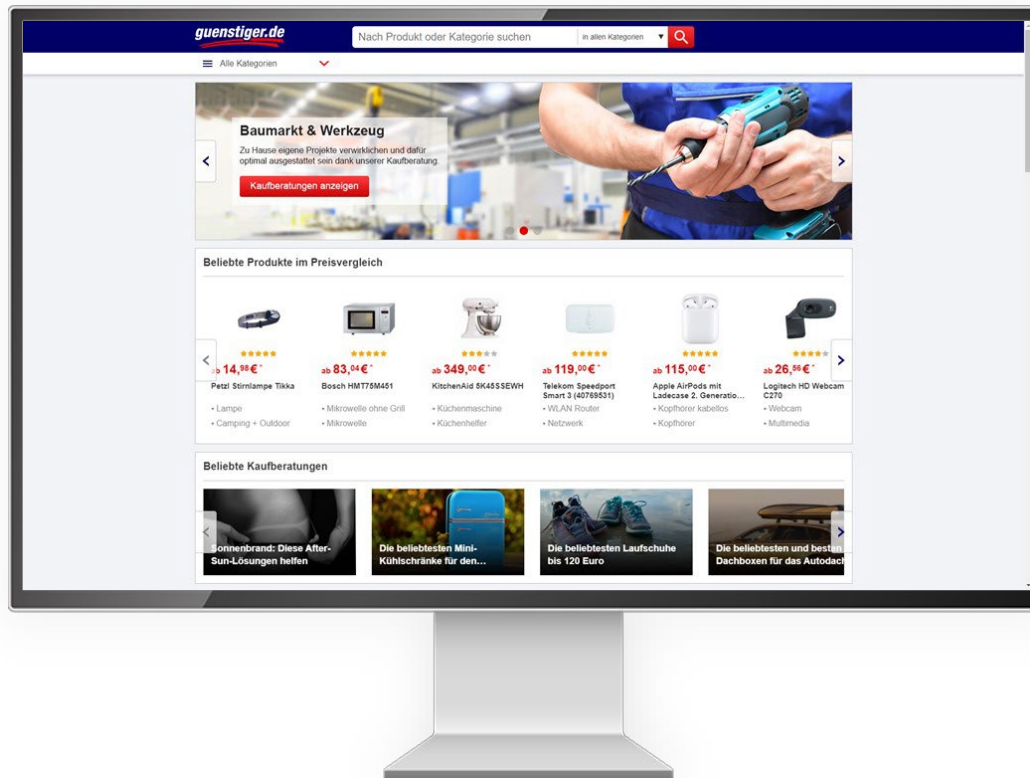 guenstiger.de
Nach Produkt oder Kategorie suchen
in allen Kategorien
Alle Kategorien
Baumarkt & Werkzeug
Zu Hause eigene Projekte verwirklichen und dafür
optimal ausgestattet sein dank unserer Kaufberatung.
Kaufberatungen anzeigen
Beliebte Produkte im Preisvergleich
ab 14,98 € *
Petzl Stirnlampe Tikka
• Lampe
• Camping + Outdoor
ab 83,04 € *
Bosch HMT75M451
• Mikrowelle ohne Grill
• Mikrowelle
ab 349,00 € *
KitchenAid 5K45SSEWH
• Küchenmaschine
• Küchenhelfer
ab 119,00 € *
Telekom Speedport
Smart 3 (40769531)
• WLAN Router
• Netzwerk
ab 115,00 € *
Apple AirPods mit
Ladecase 2. Generatio...
• Kopfhörer kabellos
• Kopfhörer
ab 26,56 € *
Logitech HD Webcam
C270
• Webcam
• Multimedia
Beliebte Kaufberatungen
Sonnenbrand: Diese After-
Sun-Lösungen helfen
Die beliebtesten Mini-
Kühlschränke für den...
Die beliebtesten Laufschuhe
bis 120 Euro
Die beliebtesten und besten
Dachboxen für das Autodach